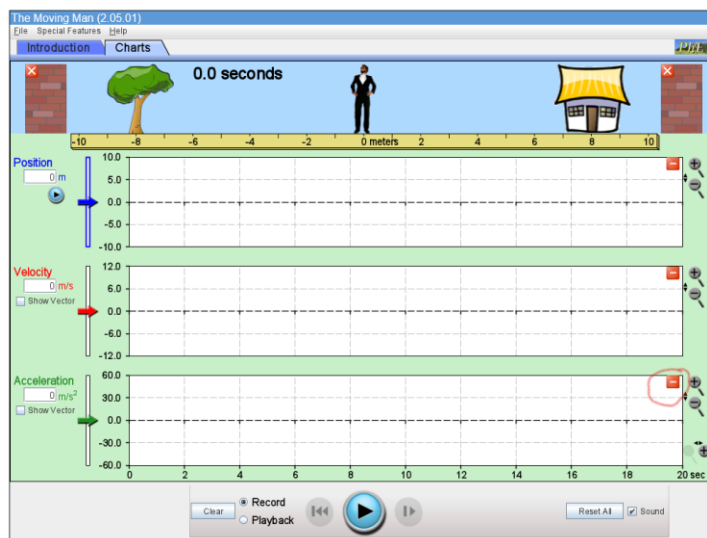 The Moving Man (2.05.01)
File Special Features Help
Introduction Charts PhET
0.0 seconds
-10 -8 -6 -4 -2 0 meters 2 4 6 8 10
Position
0 m
10.0
5.0
0.0
-5.0
-10.0
Velocity
0 m/s
Show Vector
12.0
6.0
0.0
-6.0
-12.0
Acceleration
0 m/s²
Show Vector
60.0
30.0
0.0
-30.0
-60.0
0 2 4 6 8 10 12 14 16 18 20 sec
Clear
Record
Playback
Reset All
Sound